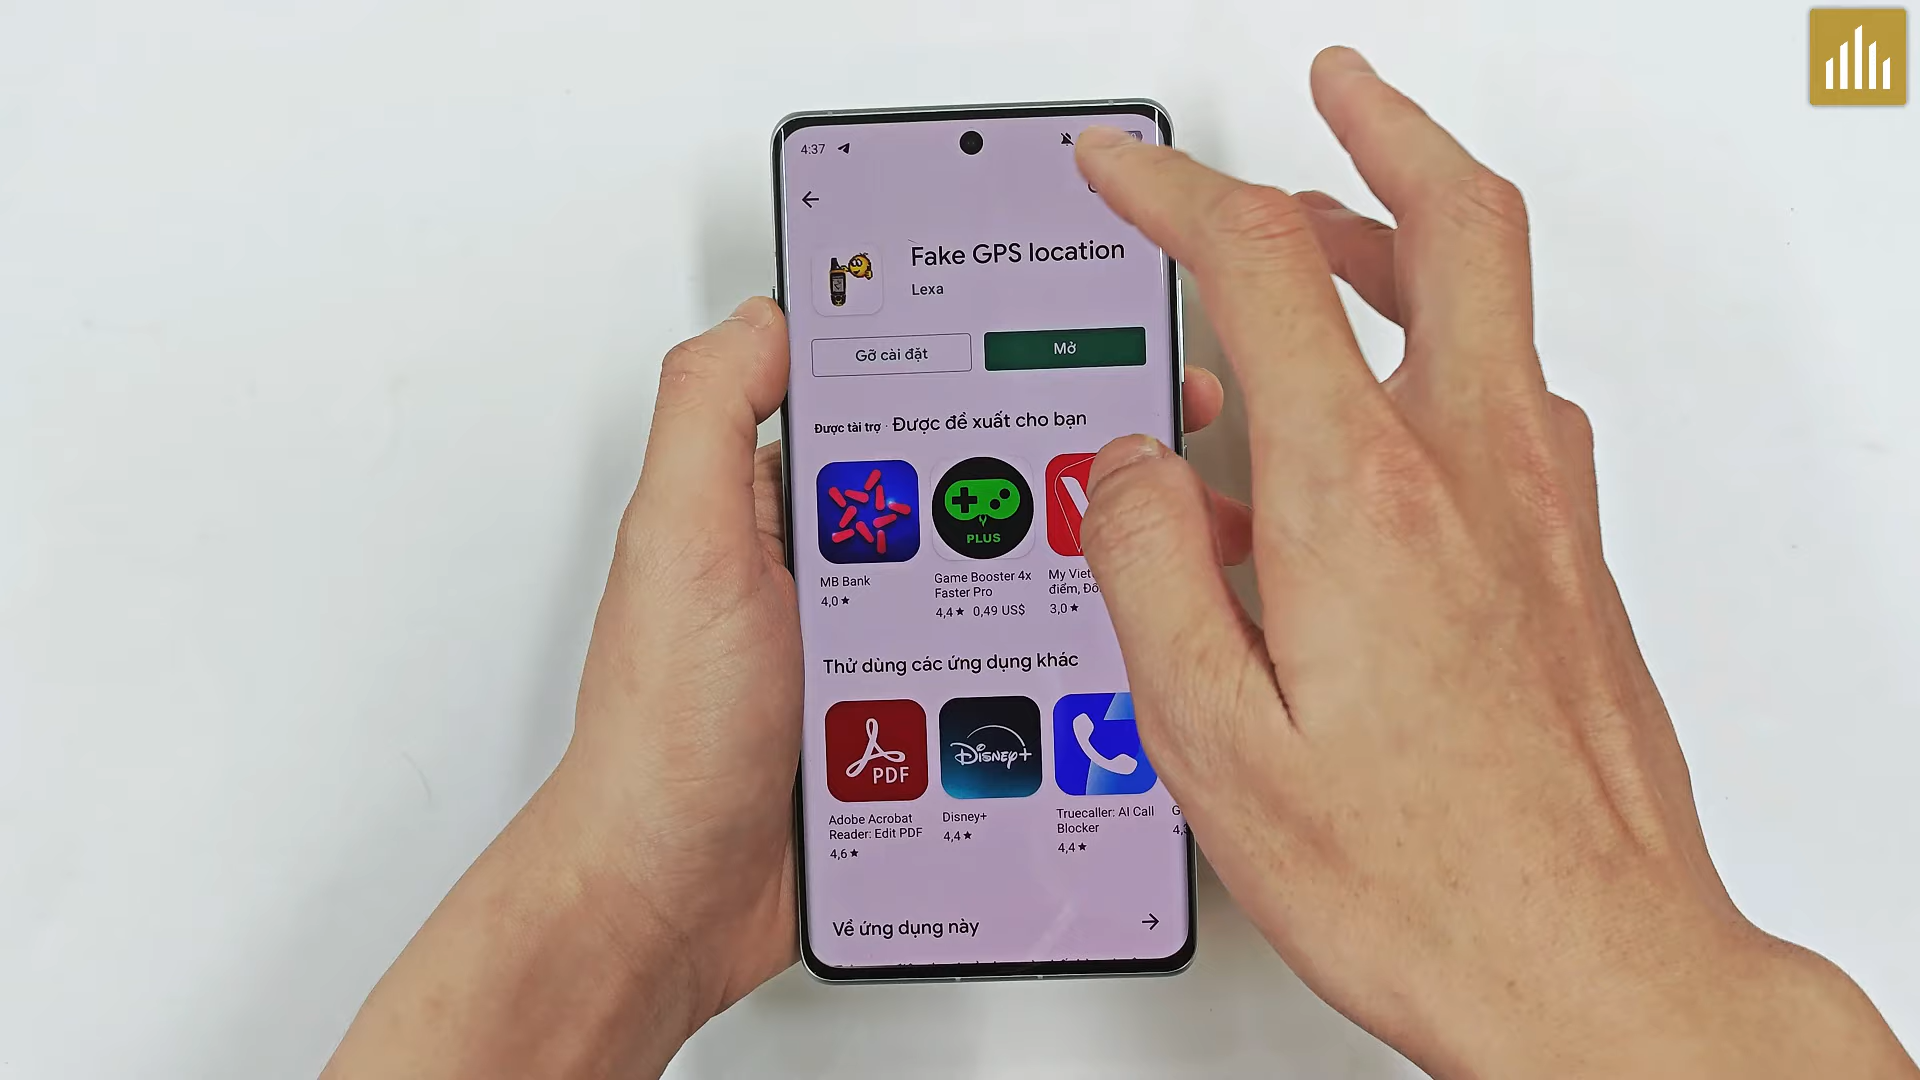 4:37
Fake GPS location
Lexa
Gỡ cài đặt
Mở
Được tài trợ · Được đề xuất cho bạn
PLUS
MB Bank
4,0★
Game Booster 4x
Faster Pro
4,4★ 0,49 US$
My
điểm,
3,0★
Thử dùng các ứng dụng khác
PDF
Disney+
Adobe Acrobat
Reader: Edit PDF
4,6★
Disney+
4,4★
Truecaller: AI Call
Blocker
4,4★
Về ứng dụng này